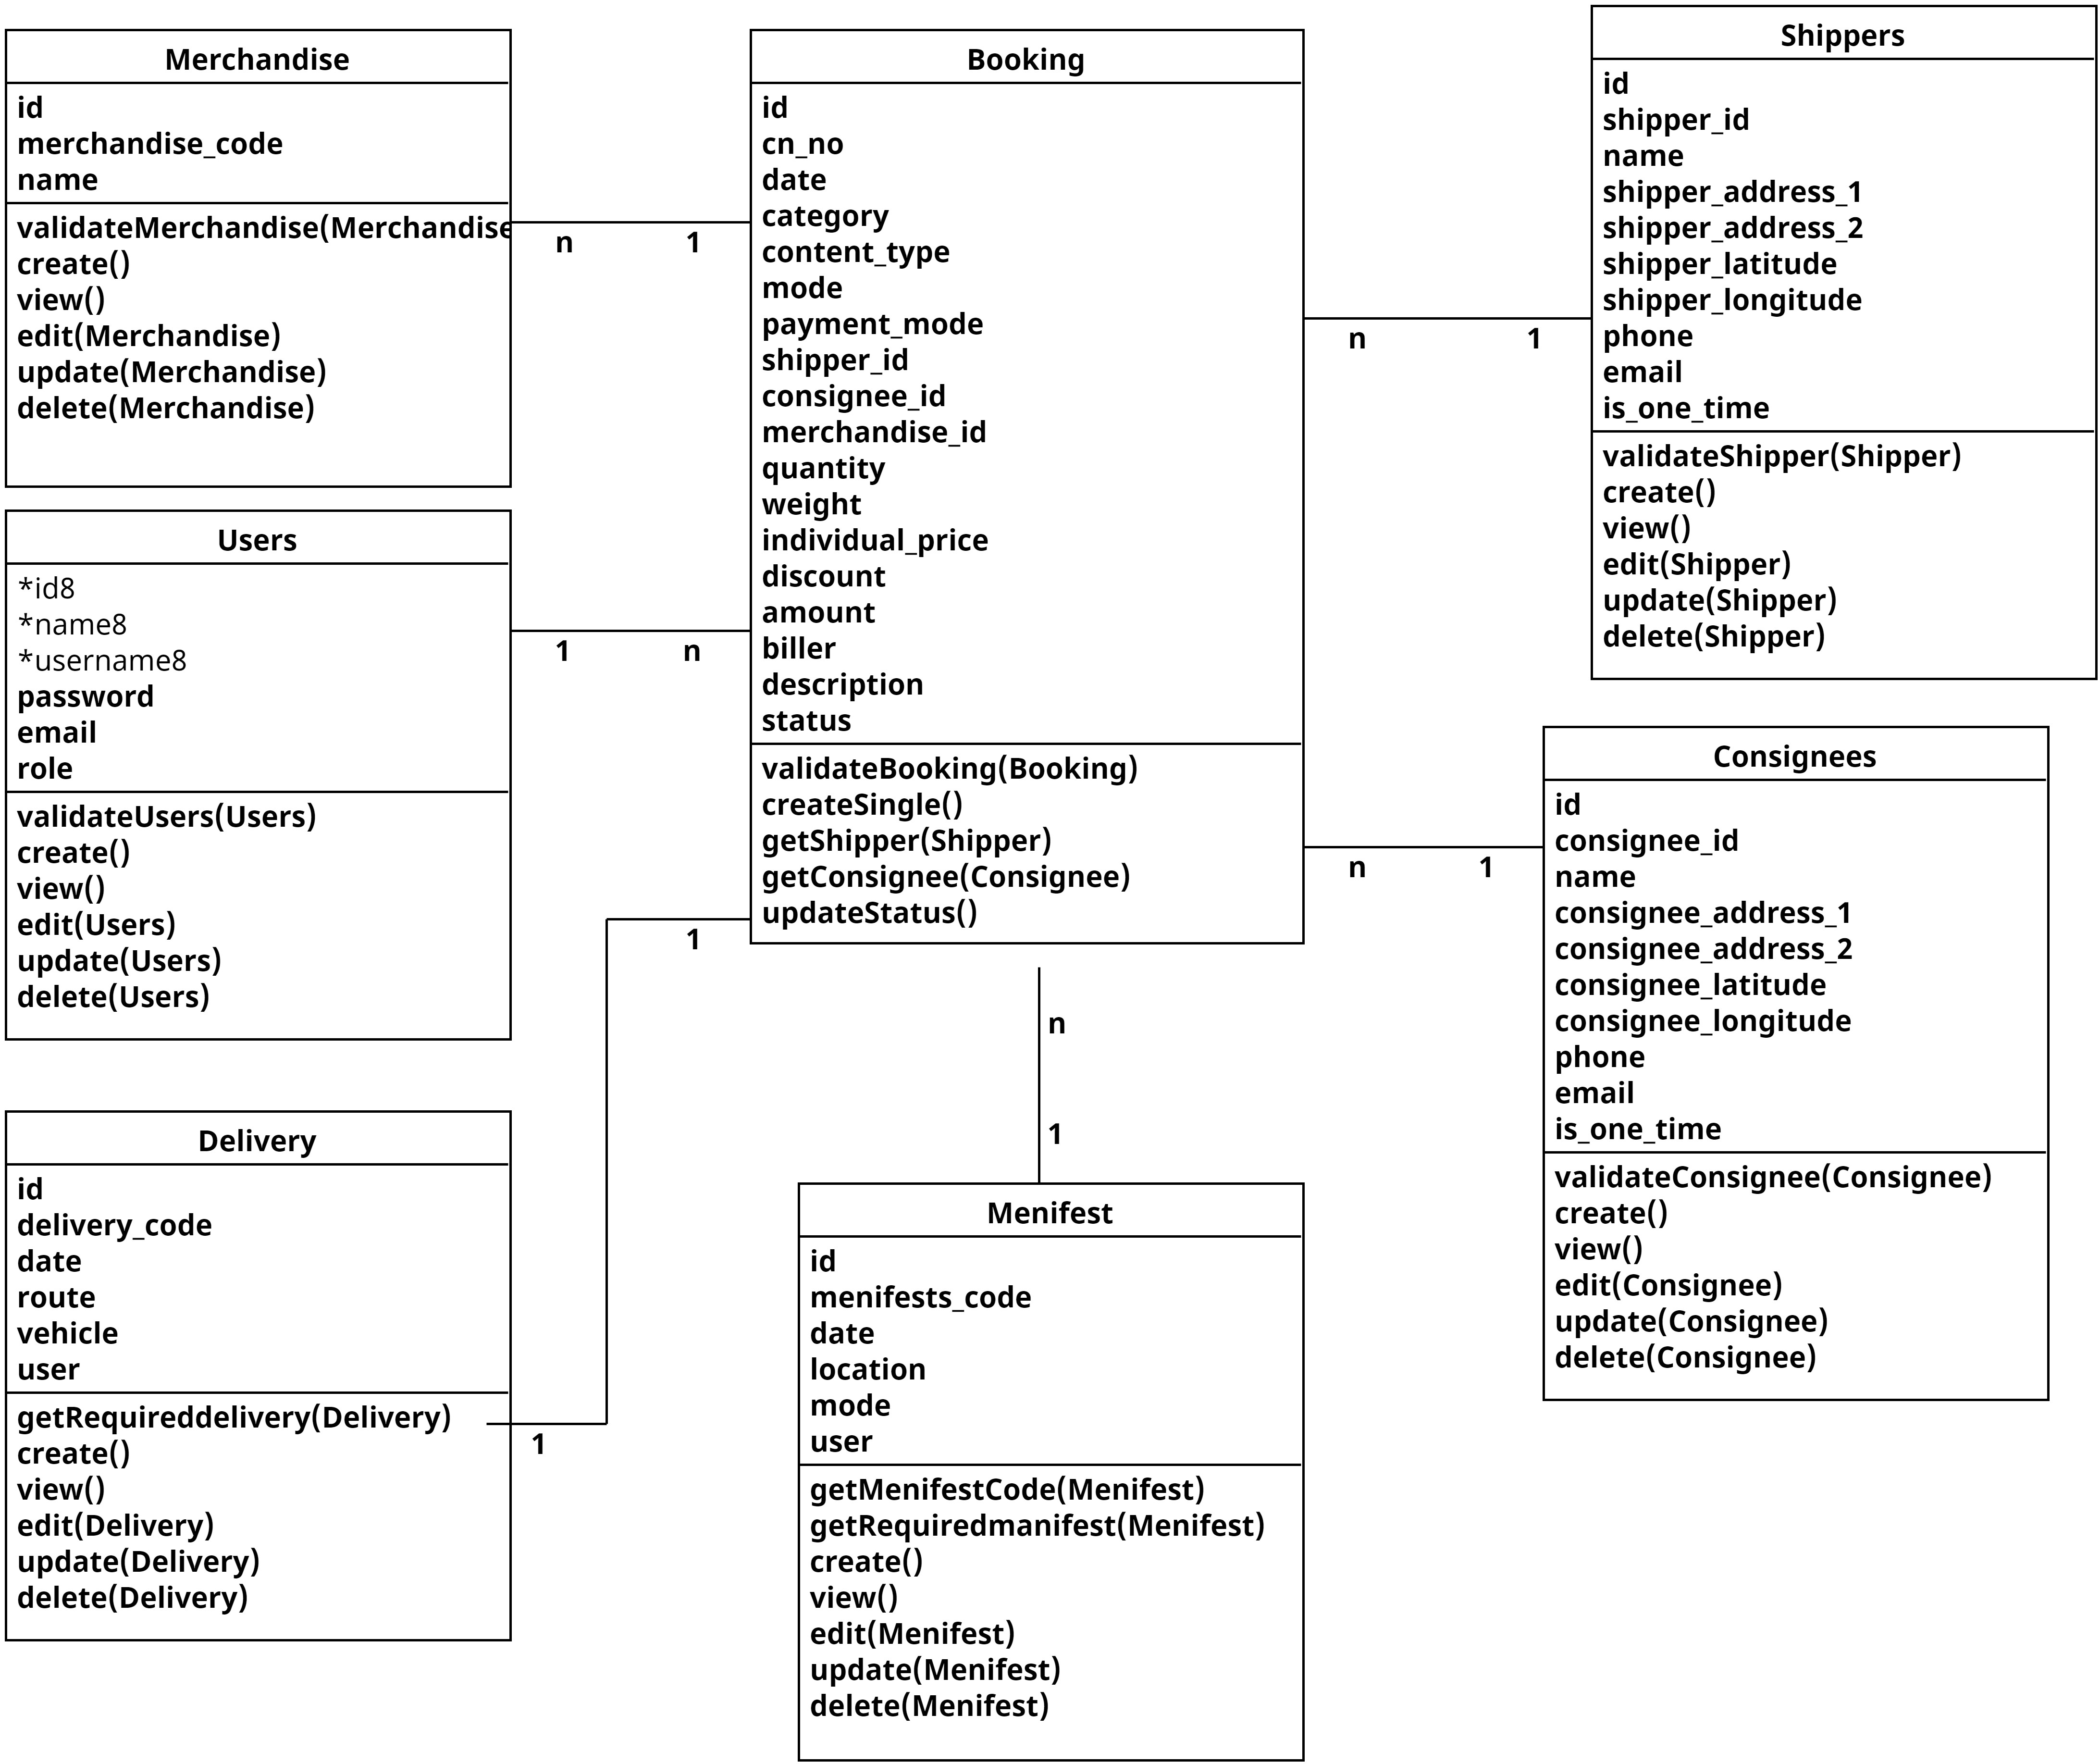 Merchandise
id
merchandise_code
name
validateMerchandise(Merchandise
create()
view()
edit(Merchandise)
update(Merchandise)
delete(Merchandise)
n
1
Users
*id8
*name8
*username8
password
email
role
validateUsers(Users)
create()
view()
edit(Users)
update(Users)
delete(Users)
1
n
Delivery
id
delivery_code
date
route
vehicle
user
getRequireddelivery(Delivery)
create()
view()
edit(Delivery)
update(Delivery)
delete(Delivery)
1
1
Booking
id
cn_no
date
category
content_type
mode
payment_mode
shipper_id
consignee_id
merchandise_id
quantity
weight
individual_price
discount
amount
biller
description
status
validateBooking(Booking)
createSingle()
getShipper(Shipper)
getConsignee(Consignee)
updateStatus()
n
1
Menifest
id
menifests_code
date
location
mode
user
getMenifestCode(Menifest)
getRequiredmanifest(Menifest)
create()
view()
edit(Menifest)
update(Menifest)
delete(Menifest)
n
1
Shippers
id
shipper_id
name
shipper_address_1
shipper_address_2
shipper_latitude
shipper_longitude
phone
email
is_one_time
validateShipper(Shipper)
create()
view()
edit(Shipper)
update(Shipper)
delete(Shipper)
n
1
Consignees
id
consignee_id
name
consignee_address_1
consignee_address_2
consignee_latitude
consignee_longitude
phone
email
is_one_time
validateConsignee(Consignee)
create()
view()
edit(Consignee)
update(Consignee)
delete(Consignee)